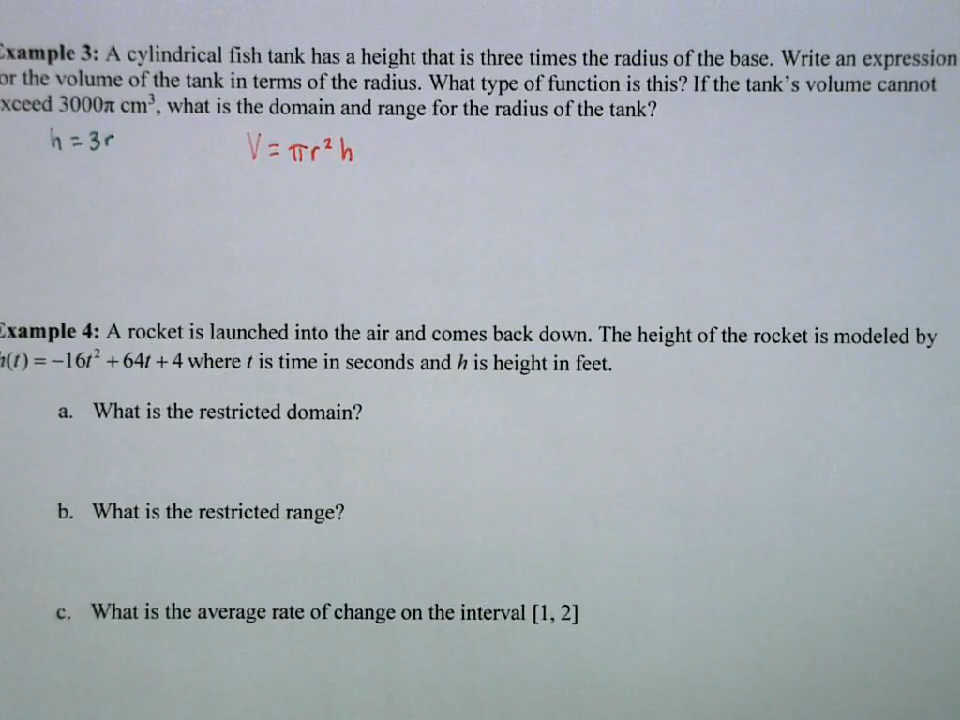 xample 3: A cylindrical fish tank has a height that is three times the radius of the base. Write an expression
or the volume of the tank in terms of the radius. What type of function is this? If the tank's volume cannot
xceed 3000π cm³, what is the domain and range for the radius of the tank?
h = 3r V = πr²h
Example 4: A rocket is launched into the air and comes back down. The height of the rocket is modeled by
h(t) = −16t² + 64t + 4 where t is time in seconds and h is height in feet.
a. What is the restricted domain?
b. What is the restricted range?
c. What is the average rate of change on the interval [1, 2]